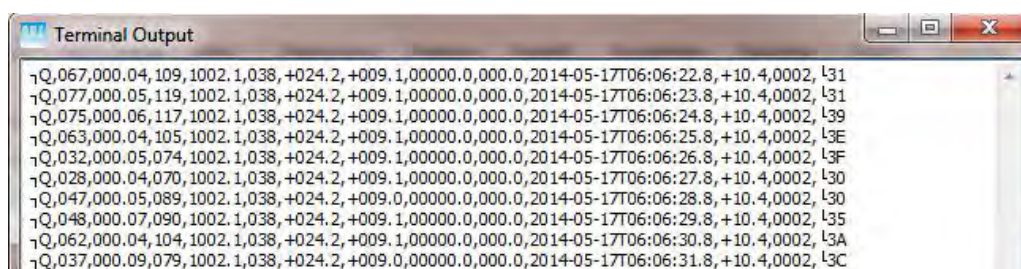 Terminal Output
┐Q,067,000.04,109,1002.1,038,+024.2,+009.1,00000.0,000.0,2014-05-17T06:06:22.8,+10.4,0002,└31
┐Q,077,000.05,119,1002.1,038,+024.2,+009.1,00000.0,000.0,2014-05-17T06:06:23.8,+10.4,0002,└31
┐Q,075,000.06,117,1002.1,038,+024.2,+009.1,00000.0,000.0,2014-05-17T06:06:24.8,+10.4,0002,└39
┐Q,063,000.04,105,1002.1,038,+024.2,+009.1,00000.0,000.0,2014-05-17T06:06:25.8,+10.4,0002,└3E
┐Q,032,000.05,074,1002.1,038,+024.2,+009.1,00000.0,000.0,2014-05-17T06:06:26.8,+10.4,0002,└3F
┐Q,028,000.04,070,1002.1,038,+024.2,+009.1,00000.0,000.0,2014-05-17T06:06:27.8,+10.4,0002,└30
┐Q,047,000.05,089,1002.1,038,+024.2,+009.0,00000.0,000.0,2014-05-17T06:06:28.8,+10.4,0002,└30
┐Q,048,000.07,090,1002.1,038,+024.2,+009.1,00000.0,000.0,2014-05-17T06:06:29.8,+10.4,0002,└35
┐Q,062,000.04,104,1002.1,038,+024.2,+009.1,00000.0,000.0,2014-05-17T06:06:30.8,+10.4,0002,└3A
┐Q,037,000.09,079,1002.1,038,+024.2,+009.0,00000.0,000.0,2014-05-17T06:06:31.8,+10.4,0002,└3C